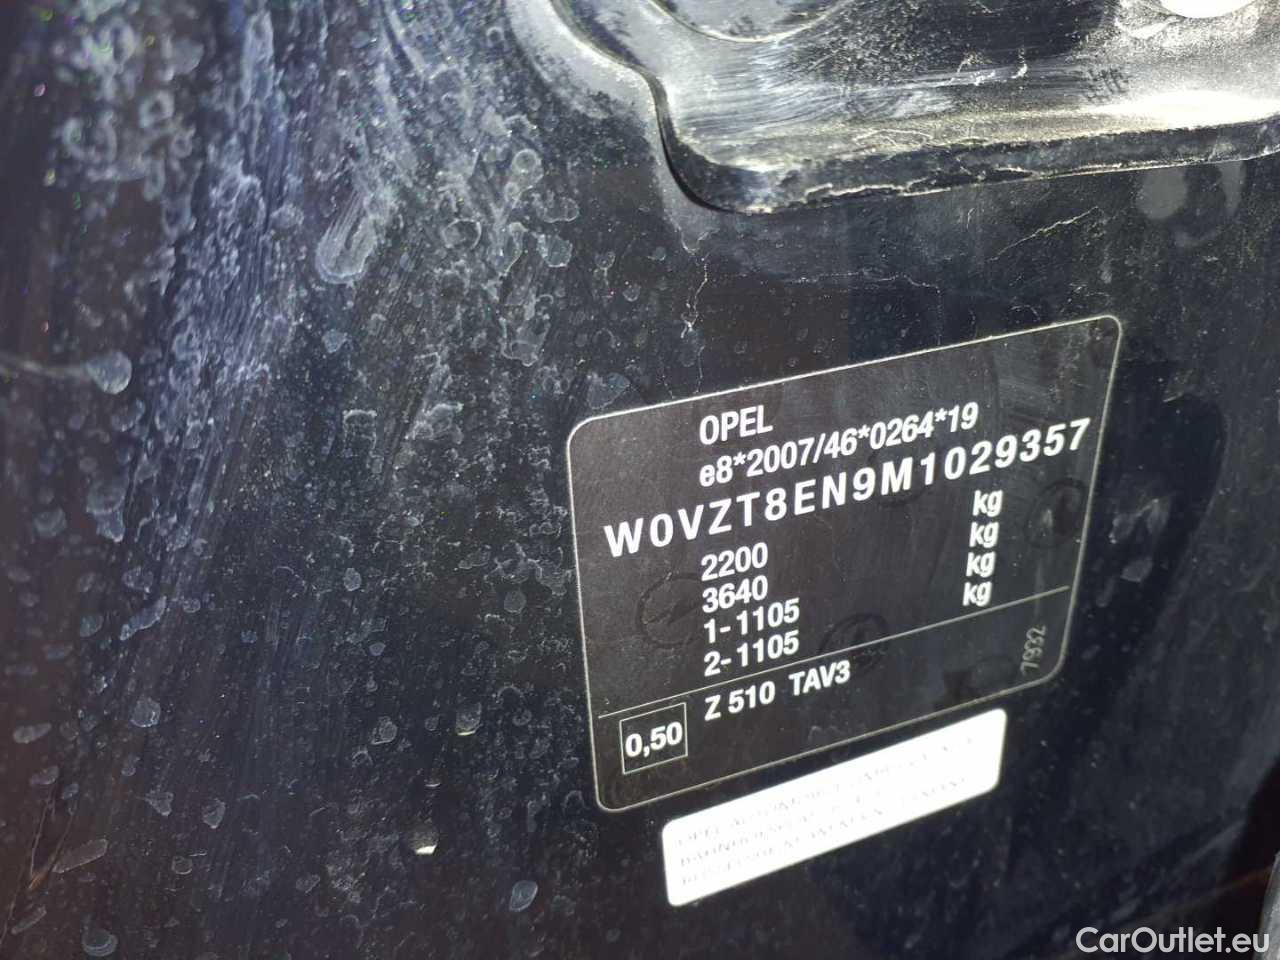 OPEL
e8*2007/46*0264*19
W0VZT8EN9M1029357
2200 kg
3640 kg
1-1105 kg
2-1105 kg
0,50 Z 510 TAV3
7932
CarOutlet.eu